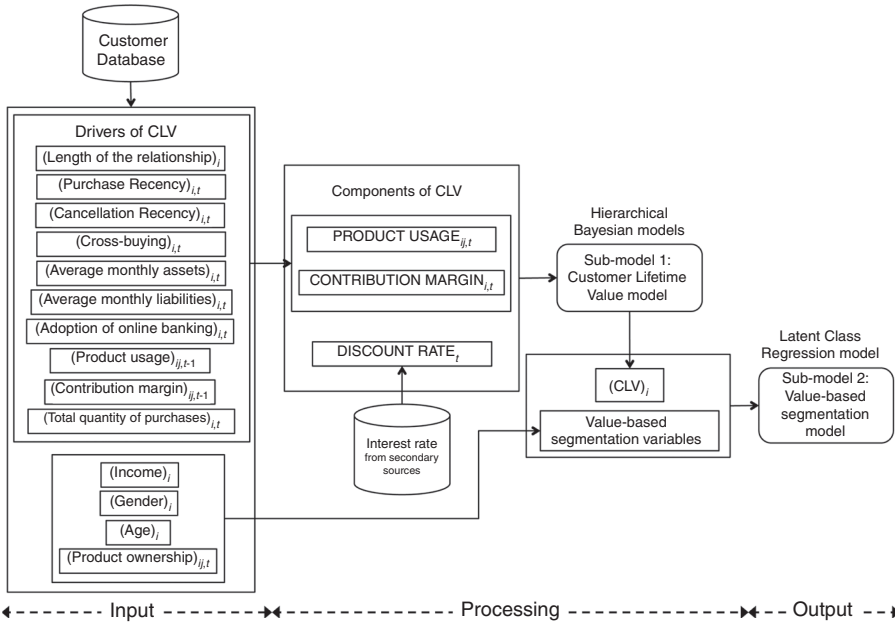 Customer
Database
Drivers of CLV
(Length of the relationship)i
(Purchase Recency)i,t
(Cancellation Recency)i,t
(Cross-buying)i,t
(Average monthly assets)i,t
(Average monthly liabilities)i,t
(Adoption of online banking)i,t
(Product usage)ij,t-1
(Contribution margin)ij,t-1
(Total quantity of purchases)i,t
(Income)i
(Gender)i
(Age)i
(Product ownership)ij,t
Components of CLV
PRODUCT USAGEij,t
CONTRIBUTION MARGINi,t
DISCOUNT RATEt
Interest rate
from secondary
sources
Hierarchical
Bayesian models
Sub-model 1:
Customer Lifetime
Value model
(CLV)i
Value-based
segmentation variables
Latent Class
Regression model
Sub-model 2:
Value-based
segmentation
model
Input
Processing
Output